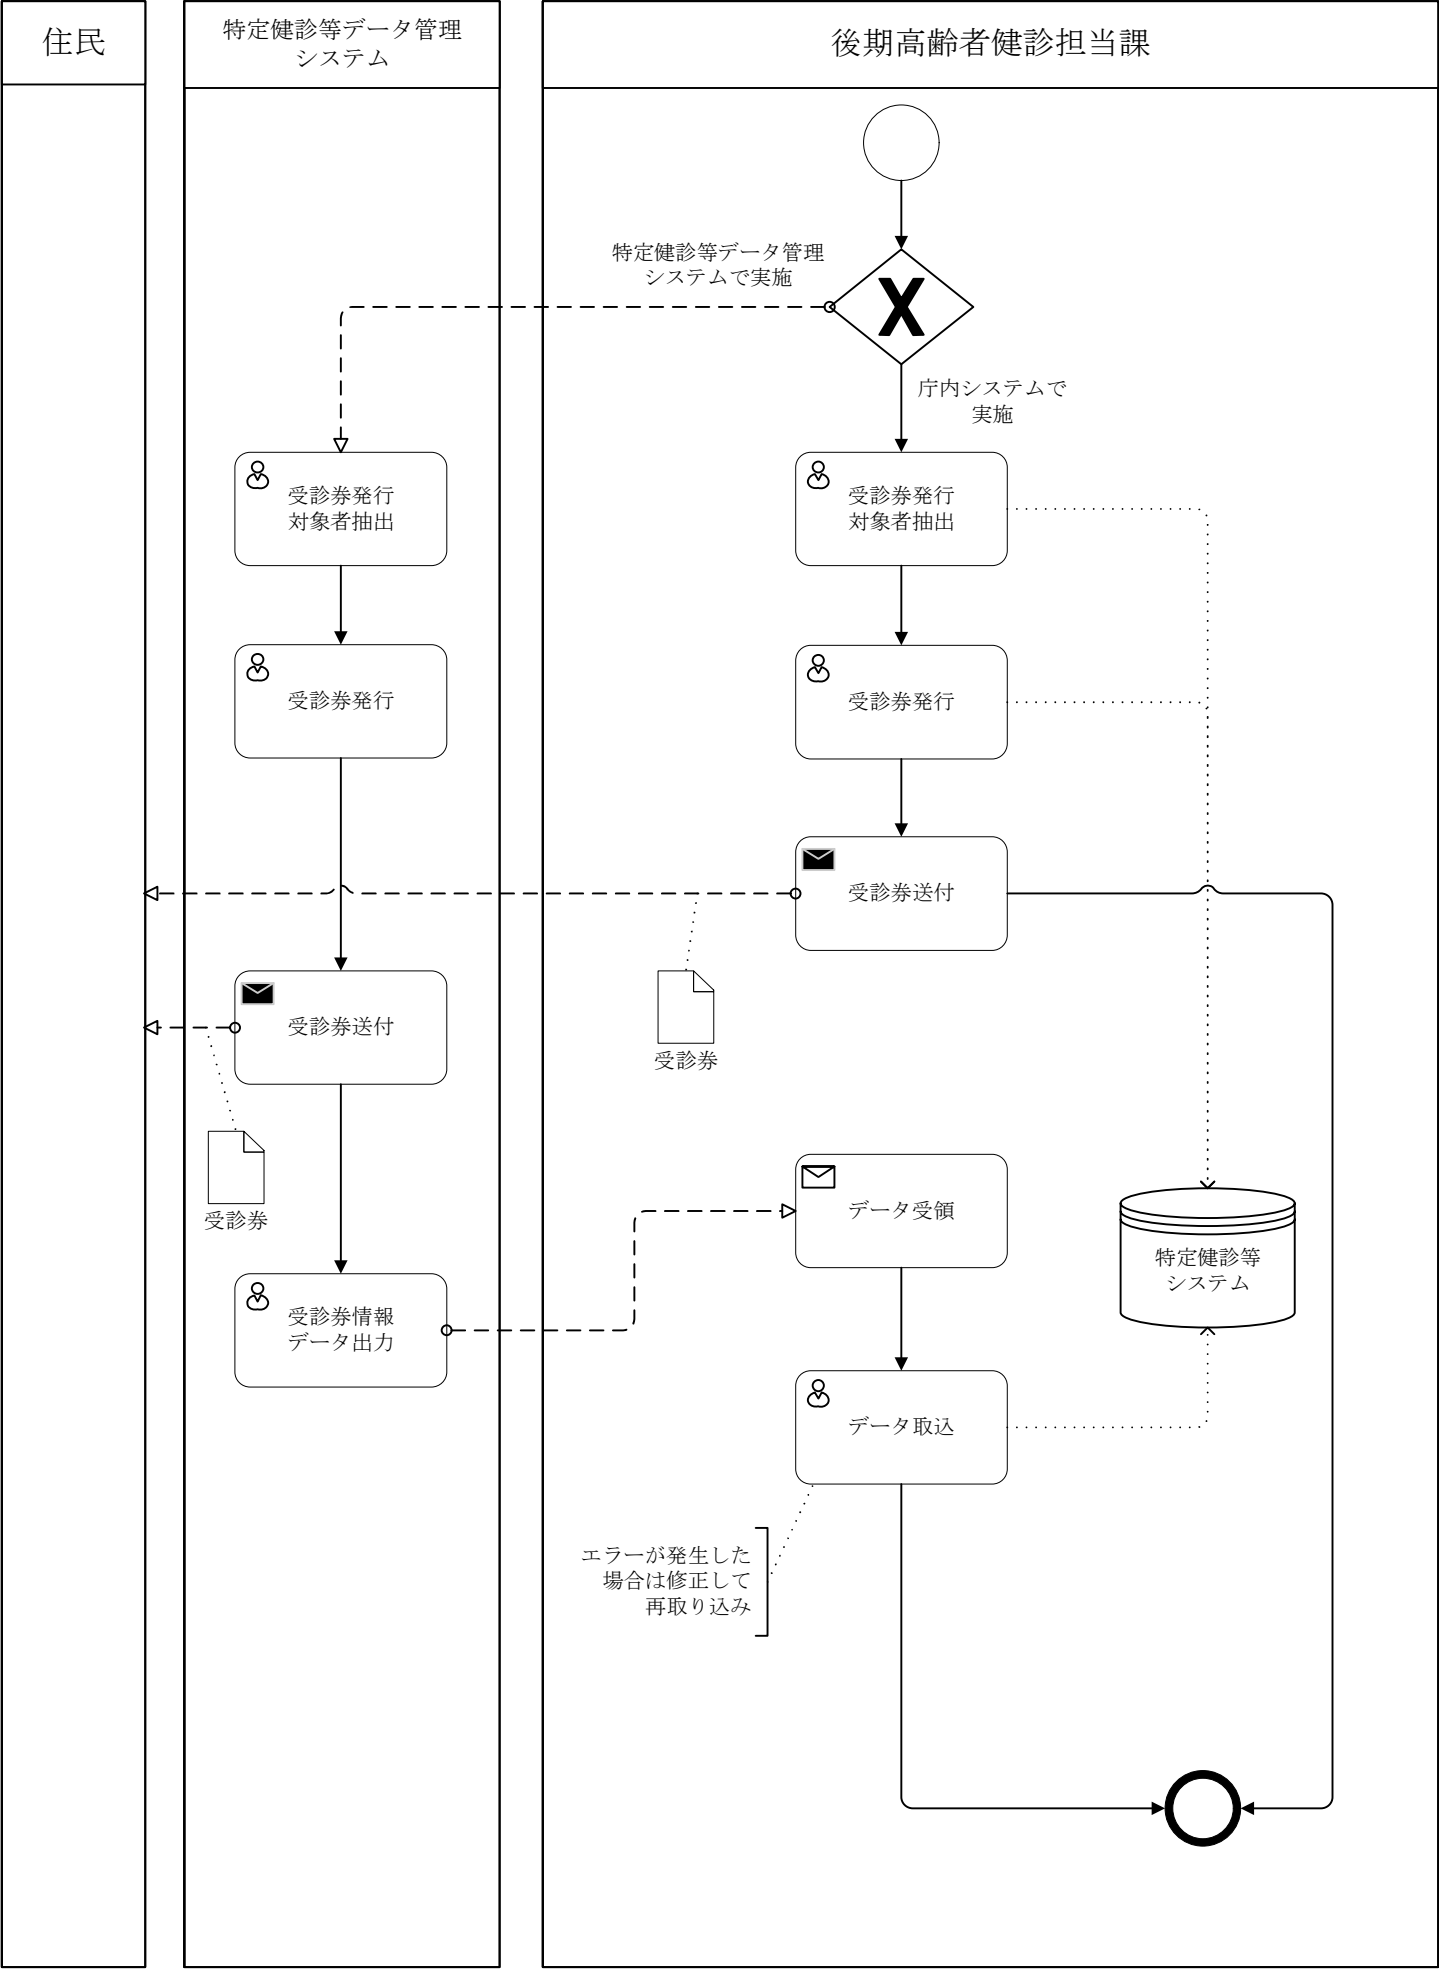 住民
特定健診等データ管理
システム
後期高齢者健診担当課
特定健診等データ管理
システムで実施
X
庁内システムで
実施
受診券発行
対象者抽出
受診券発行
対象者抽出
受診券発行
受診券発行
受診券送付
受診券送付
受診券
受診券
データ受領
特定健診等
システム
受診券情報
データ出力
データ取込
エラーが発生した
場合は修正して
再取り込み